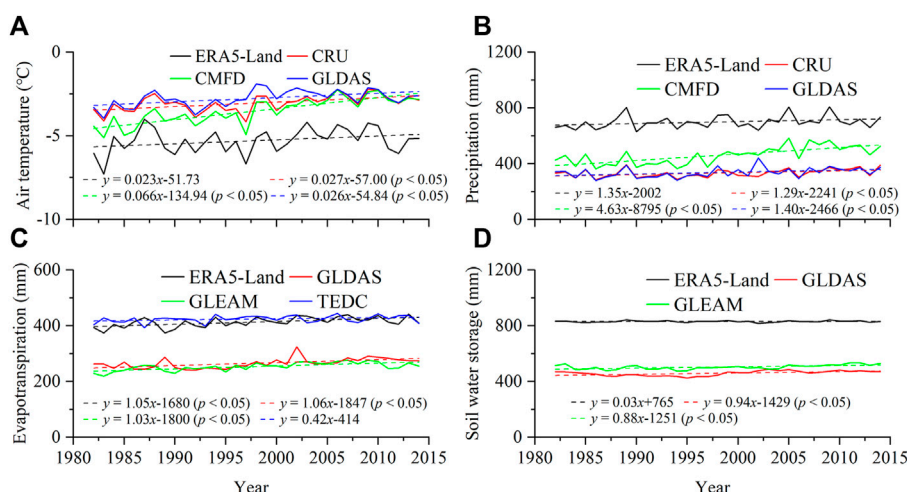 A
0
ERA5-Land CRU
CMFD GLDAS
-5
-10
Air temperature (℃)
y = 0.023x-51.73 y = 0.027x-57.00 (p < 0.05)
y = 0.066x-134.94 (p < 0.05) y = 0.026x-54.84 (p < 0.05)
B
1200
800
400
0
Precipitation (mm)
ERA5-Land CRU
CMFD GLDAS
y = 1.35x-2002 y = 1.29x-2241 (p < 0.05)
y = 4.63x-8795 (p < 0.05) y = 1.40x-2466 (p < 0.05)
C
600
400
200
0
Evapotranspiration (mm)
ERA5-Land GLDAS
GLEAM TEDC
y = 1.05x-1680 (p < 0.05) y = 1.06x-1847 (p < 0.05)
y = 1.03x-1800 (p < 0.05) y = 0.42x-414
1980 1985 1990 1995 2000 2005 2010 2015
Year
D
1200
800
400
0
Soil water storage (mm)
ERA5-Land GLDAS
GLEAM
y = 0.03x+765 y = 0.94x-1429 (p < 0.05)
y = 0.88x-1251 (p < 0.05)
1980 1985 1990 1995 2000 2005 2010 2015
Year